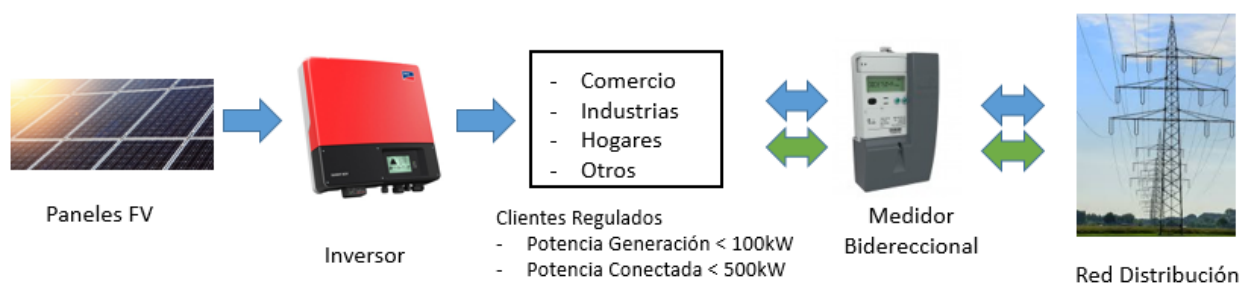 Paneles FV
Inversor
- Comercio
- Industrias
- Hogares
- Otros
Clientes Regulados
- Potencia Generación < 100kW
- Potencia Conectada < 500kW
Medidor
Bidereccional
Red Distribución